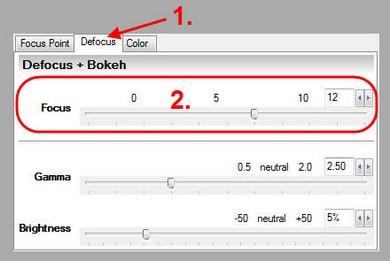 1.
Focus Point Defocus Color
Defocus + Bokeh
0 5 10 12
Focus 2.
0.5 neutral 2.0 2.50
Gamma
-50 neutral +50 5%
Brightness